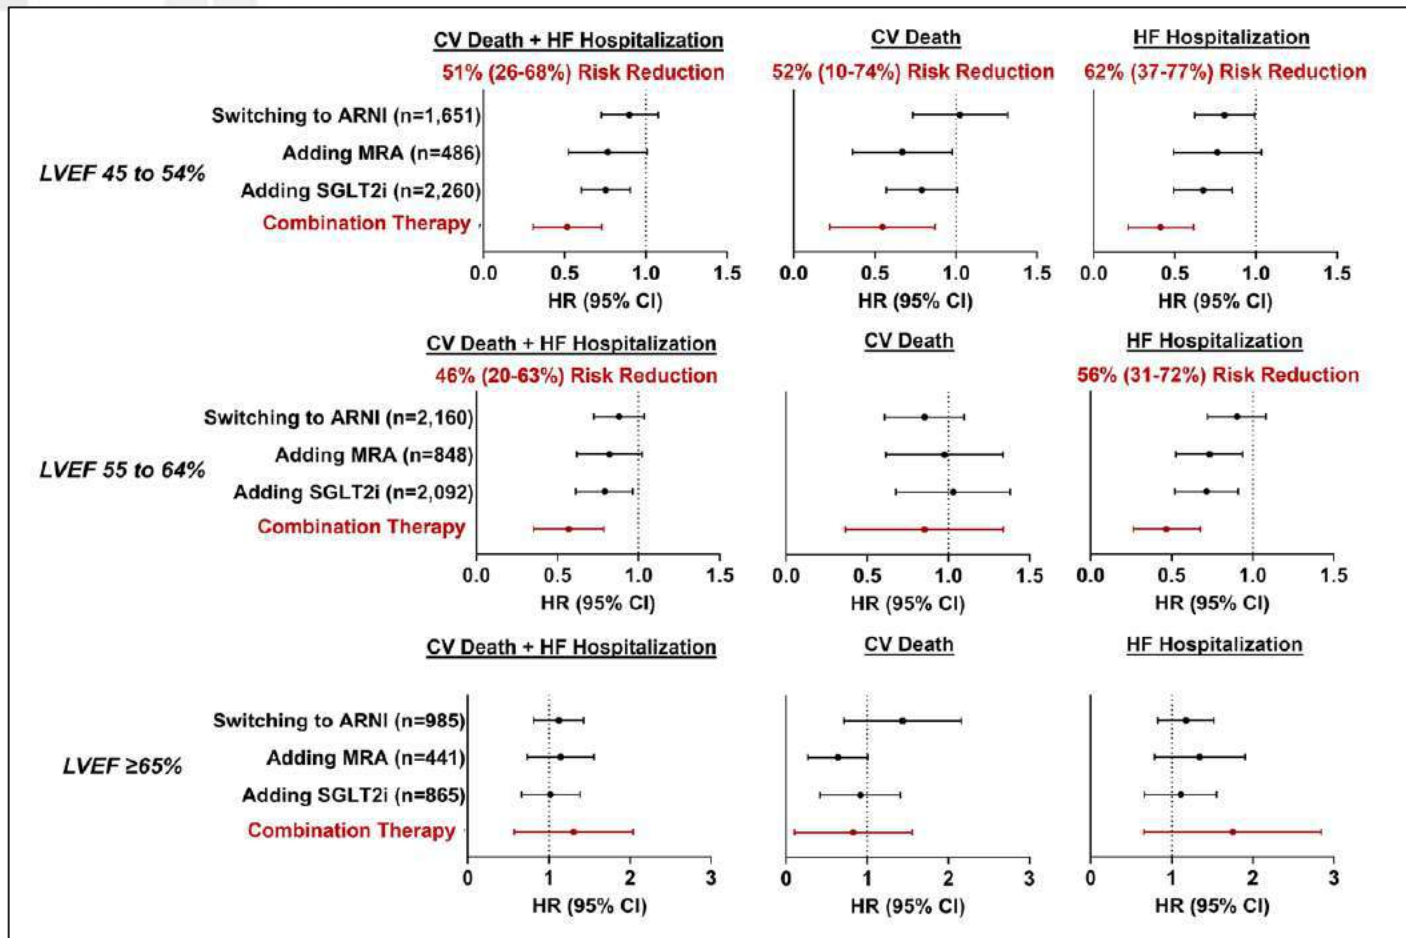 CV Death + HF Hospitalization CV Death HF Hospitalization
51% (26-68%) Risk Reduction 52% (10-74%) Risk Reduction 62% (37-77%) Risk Reduction
LVEF 45 to 54%
Switching to ARNI (n=1,651)
Adding MRA (n=486)
Adding SGLT2i (n=2,260)
Combination Therapy
0.0 0.5 1.0 1.5 0.0 0.5 1.0 1.5 0.0 0.5 1.0 1.5
HR (95% CI) HR (95% CI) HR (95% CI)
CV Death + HF Hospitalization CV Death HF Hospitalization
46% (20-63%) Risk Reduction 56% (31-72%) Risk Reduction
LVEF 55 to 64%
Switching to ARNI (n=2,160)
Adding MRA (n=848)
Adding SGLT2i (n=2,092)
Combination Therapy
0.0 0.5 1.0 1.5 0.0 0.5 1.0 1.5 0.0 0.5 1.0 1.5
HR (95% CI) HR (95% CI) HR (95% CI)
CV Death + HF Hospitalization CV Death HF Hospitalization
LVEF ≥65%
Switching to ARNI (n=985)
Adding MRA (n=441)
Adding SGLT2i (n=865)
Combination Therapy
0 1 2 3 0 1 2 3 0 1 2 3
HR (95% CI) HR (95% CI) HR (95% CI)